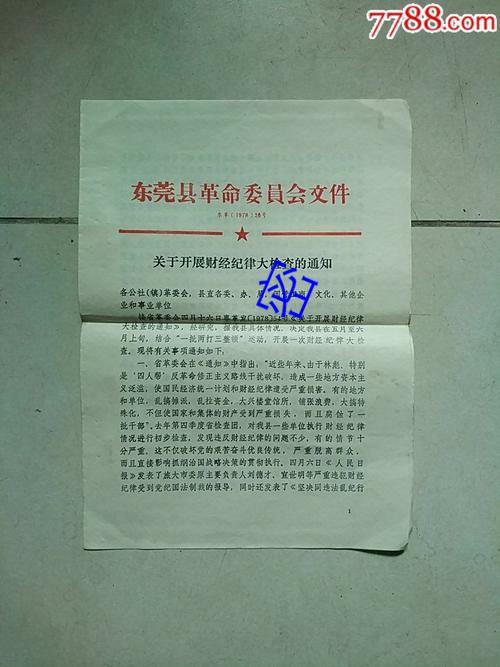 7788.com
东莞县革命委员会文件
东革〔1978〕28号
关于开展财经纪律大检查的通知
各公社(镇)革委会,县直各委、办、局,文化、其他企
业和事业单位
省革委会四月十六日粤革发〔1978〕54号《关于开展财经纪律
大检查的通知》,经研究,据我县具体情况,决定我县在五月至六
月上旬,结合“一批两打三整顿”运动,开展一次财经纪律大检
查。现将有关事项通知如下:
一、省革委会在《通知》中指出,“近些年来、由于林彪、特别
是‘四人帮’反革命修正主义路线干扰破坏,造成一些地方资本主
义泛滥,使国民经济统一计划和财经纪律遭受严重损害。有的地方
和单位,乱搞摊派,乱拉资金,大兴楼堂馆所,铺张浪费,大搞特
殊化,不但使国家和集体的财产受到严重损失,而且腐蚀了一
批干部”。去年第四季度省检查团,对我县一些单位执行财经纪律
情况进行初步检查,发现违反财经纪律的问题不少,有的情节十
分严重。这不仅破坏党的艰苦奋斗优良传统,严重脱离群众,
而且直接影响抓纲治国战略决策的贯彻执行。四月六日《人民日
报》发表了旅大市委原主要负责人刘德才、宣世明等严重违犯财经
纪律受到党纪国法制裁的报导,同时还发表了《坚决同违法乱纪行
1